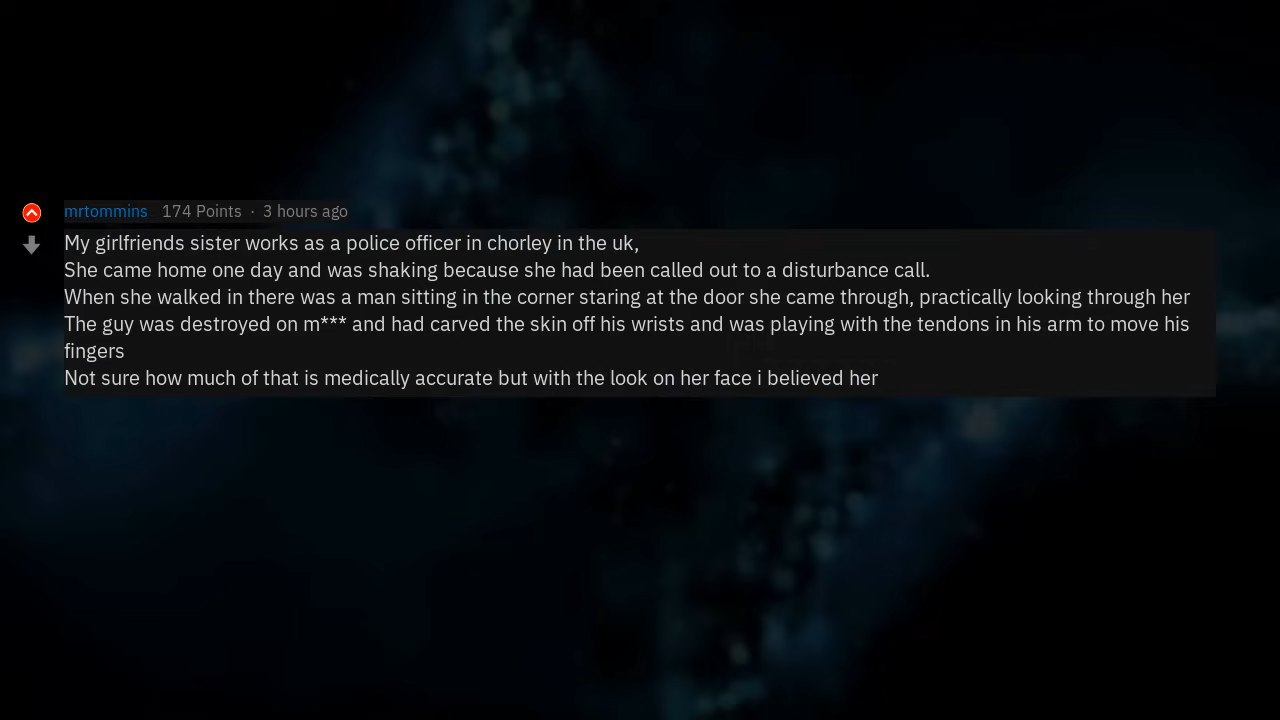 mrtommins 174 Points · 3 hours ago
My girlfriends sister works as a police officer in chorley in the uk,
She came home one day and was shaking because she had been called out to a disturbance call.
When she walked in there was a man sitting in the corner staring at the door she came through, practically looking through her
The guy was destroyed on m*** and had carved the skin off his wrists and was playing with the tendons in his arm to move his
fingers
Not sure how much of that is medically accurate but with the look on her face i believed her